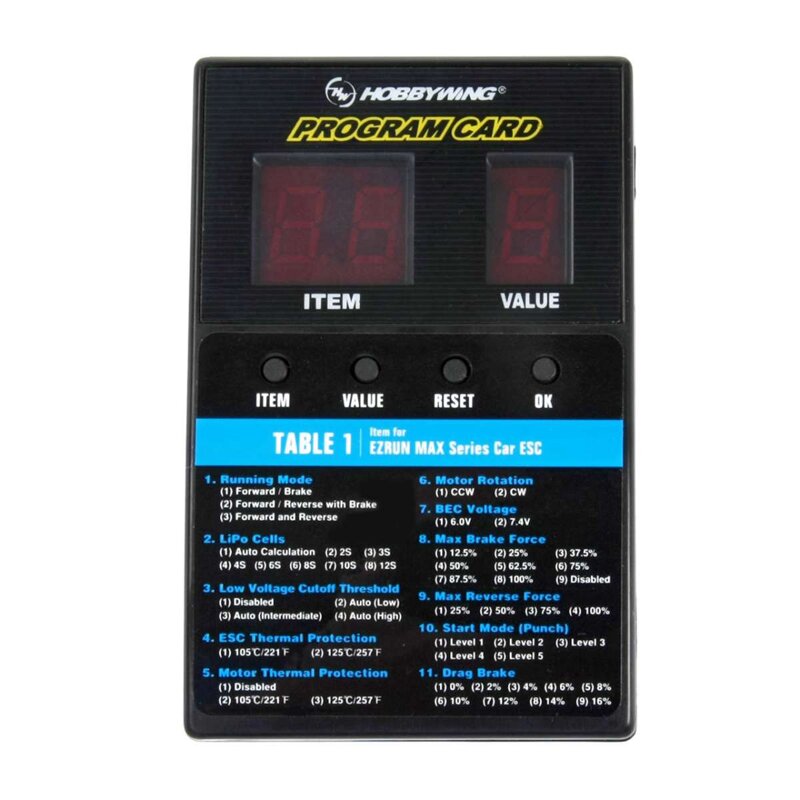 HOBBYWING®
PROGRAM CARD
ITEM VALUE
ITEM VALUE RESET OK
TABLE 1
Item for
EZRUN MAX Series Car ESC
1. Running Mode
(1) Forward / Brake
(2) Forward / Reverse with Brake
(3) Forward and Reverse
2. LiPo Cells
(1) Auto Calculation (2) 2S (3) 3S
(4) 4S (5) 6S (6) 8S (7) 10S (8) 12S
3. Low Voltage Cutoff Threshold
(1) Disabled (2) Auto (Low)
(3) Auto (Intermediate) (4) Auto (High)
4. ESC Thermal Protection
(1) 105℃/221℉ (2) 125℃/257℉
5. Motor Thermal Protection
(1) Disabled
(2) 105℃/221℉ (3) 125℃/257℉
6. Motor Rotation
(1) CCW (2) CW
7. BEC Voltage
(1) 6.0V (2) 7.4V
8. Max Brake Force
(1) 12.5% (2) 25% (3) 37.5%
(4) 50% (5) 62.5% (6) 75%
(7) 87.5% (8) 100% (9) Disabled
9. Max Reverse Force
(1) 25% (2) 50% (3) 75% (4) 100%
10. Start Mode (Punch)
(1) Level 1 (2) Level 2 (3) Level 3
(4) Level 4 (5) Level 5
11. Drag Brake
(1) 0% (2) 2% (3) 4% (4) 6% (5) 8%
(6) 10% (7) 12% (8) 14% (9) 16%